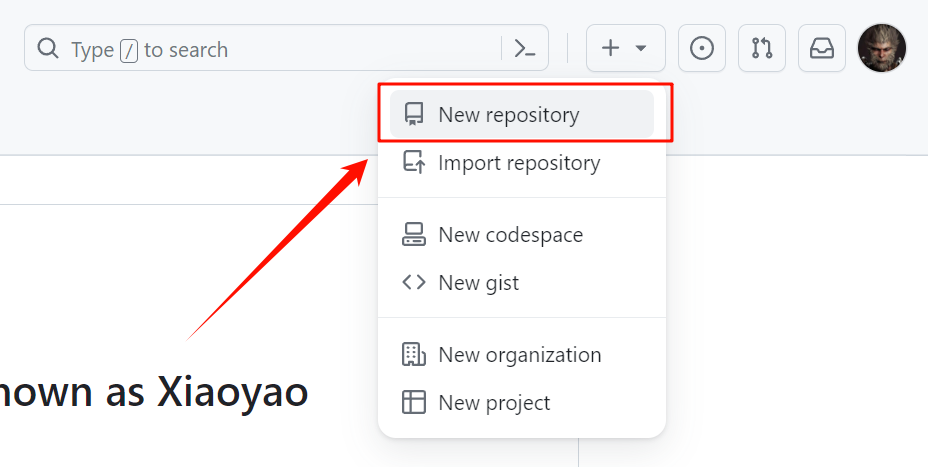 Type / to search
New repository
Import repository
New codespace
New gist
New organization
New project
nown as Xiaoyao